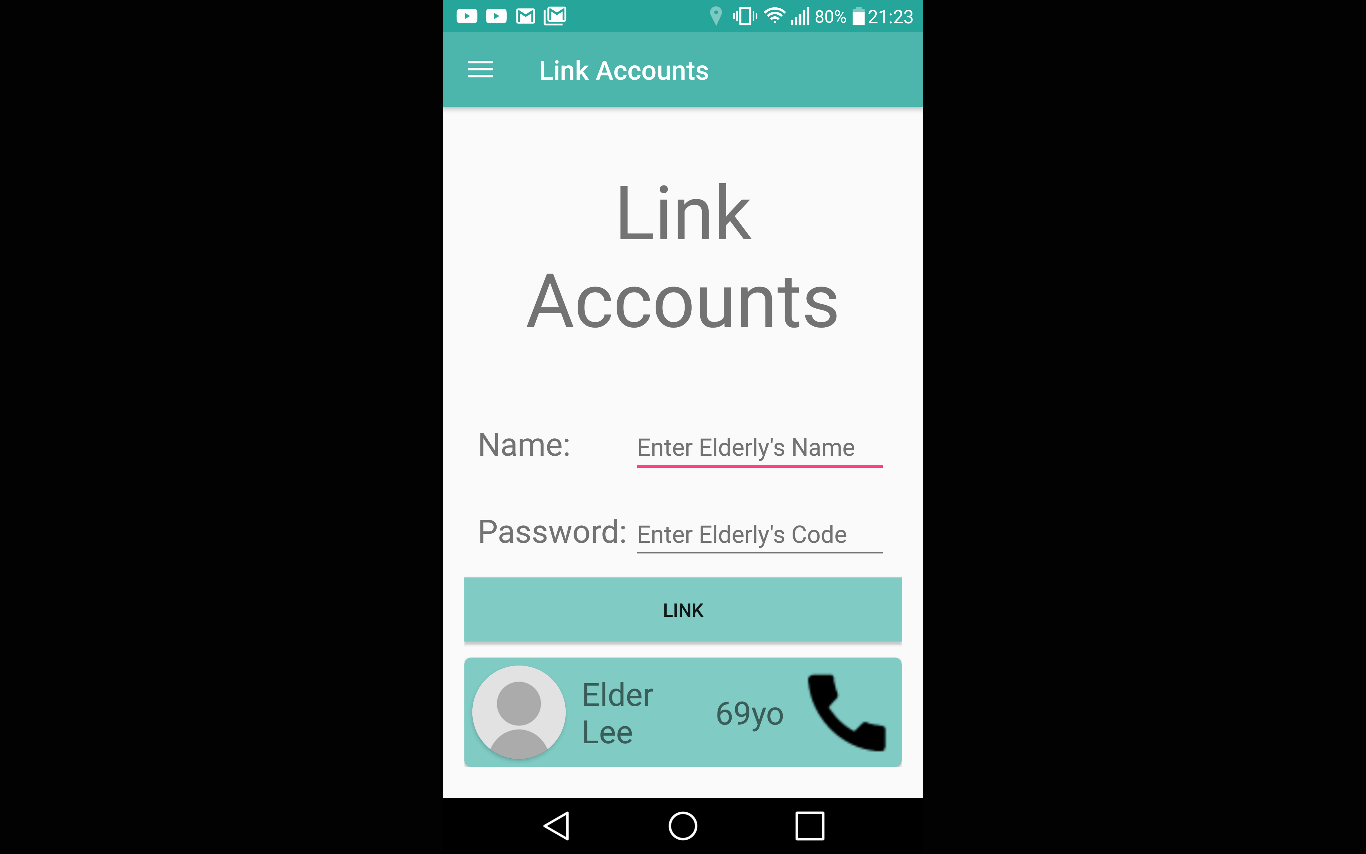 80% 21:23
Link Accounts
Link
Accounts
Name: Enter Elderly's Name
Password: Enter Elderly's Code
LINK
Elder
Lee
69yo